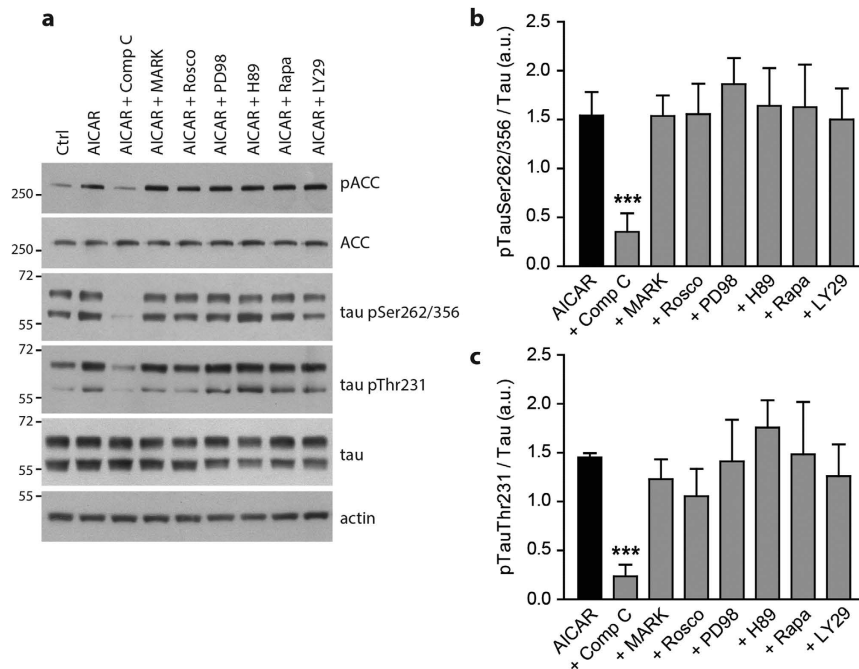 a
Ctrl
AICAR
AICAR + Comp C
AICAR + MARK
AICAR + Rosco
AICAR + PD98
AICAR + H89
AICAR + Rapa
AICAR + LY29
250
pACC
250
ACC
72
55
tau pSer262/356
72
55
tau pThr231
72
55
tau
55
actin
b
pTauSer262/356 / Tau (a.u.)
2.5
2.0
1.5
1.0
0.5
0.0
***
AICAR
+ Comp C
+ MARK
+ Rosco
+ PD98
+ H89
+ Rapa
+ LY29
c
pTauThr231 / Tau (a.u.)
2.5
2.0
1.5
1.0
0.5
0.0
***
AICAR
+ Comp C
+ MARK
+ Rosco
+ PD98
+ H89
+ Rapa
+ LY29